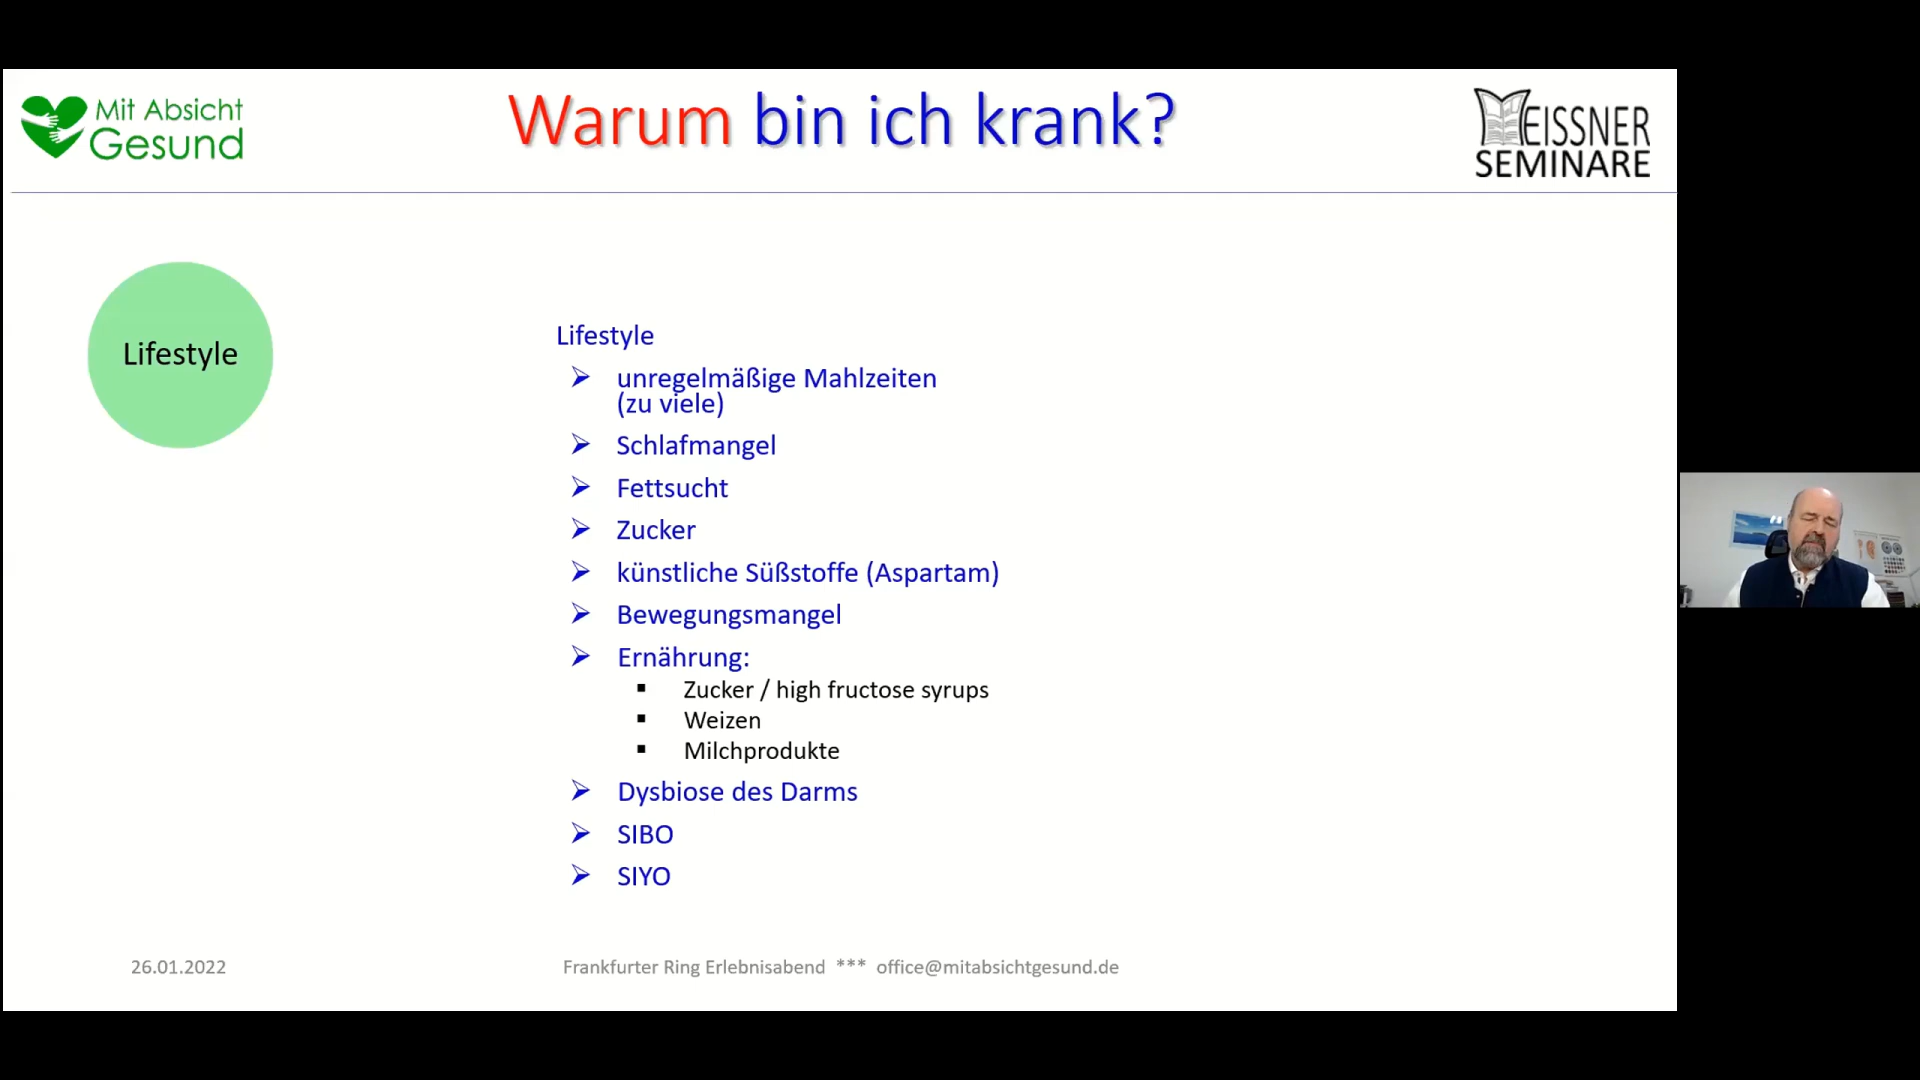 Mit Absicht
Gesund
Warum bin ich krank?
MEISSNER
SEMINARE
Lifestyle
Lifestyle
unregelmäßige Mahlzeiten
(zu viele)
Schlafmangel
Fettsucht
Zucker
künstliche Süßstoffe (Aspartam)
Bewegungsmangel
Ernährung:
Zucker / high fructose syrups
Weizen
Milchprodukte
Dysbiose des Darms
SIBO
SIYO
26.01.2022
Frankfurter Ring Erlebnisabend *** office@mitabsichtgesund.de